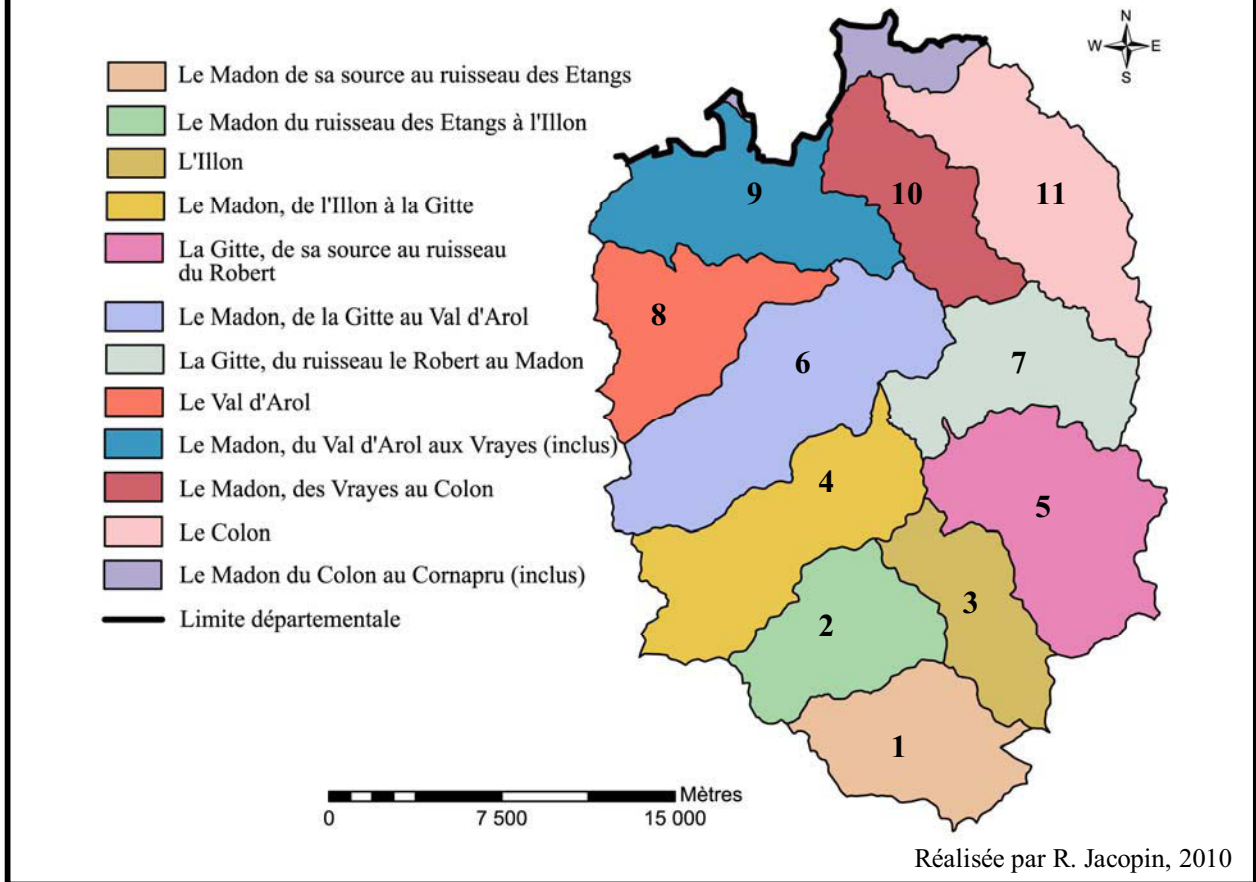 Le Madon de sa source au ruisseau des Etangs
Le Madon du ruisseau des Etangs à l'Illon
L'Illon
Le Madon, de l'Illon à la Gitte
La Gitte, de sa source au ruisseau
du Robert
Le Madon, de la Gitte au Val d'Arol
La Gitte, du ruisseau le Robert au Madon
Le Val d'Arol
Le Madon, du Val d'Arol aux Vrayes (inclus)
Le Madon, des Vrayes au Colon
Le Colon
Le Madon du Colon au Cornapru (inclus)
Limite départementale
N
W E
S
9
10
11
8
6
7
4
5
3
2
1
Mètres
0 7 500 15 000
Réalisée par R. Jacopin, 2010